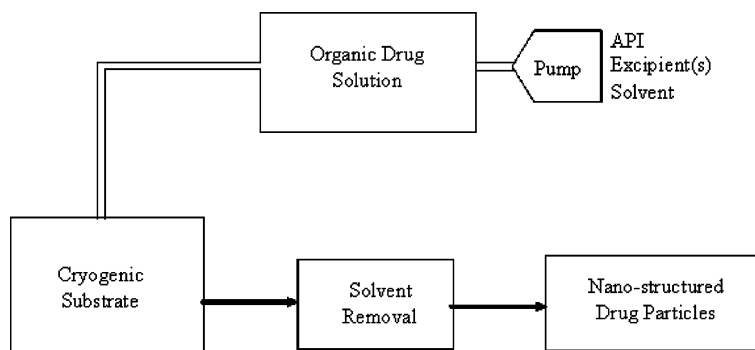 Organic Drug
Solution
Pump
API
Excipient(s)
Solvent
Cryogenic
Substrate
Solvent
Removal
Nano-structured
Drug Particles